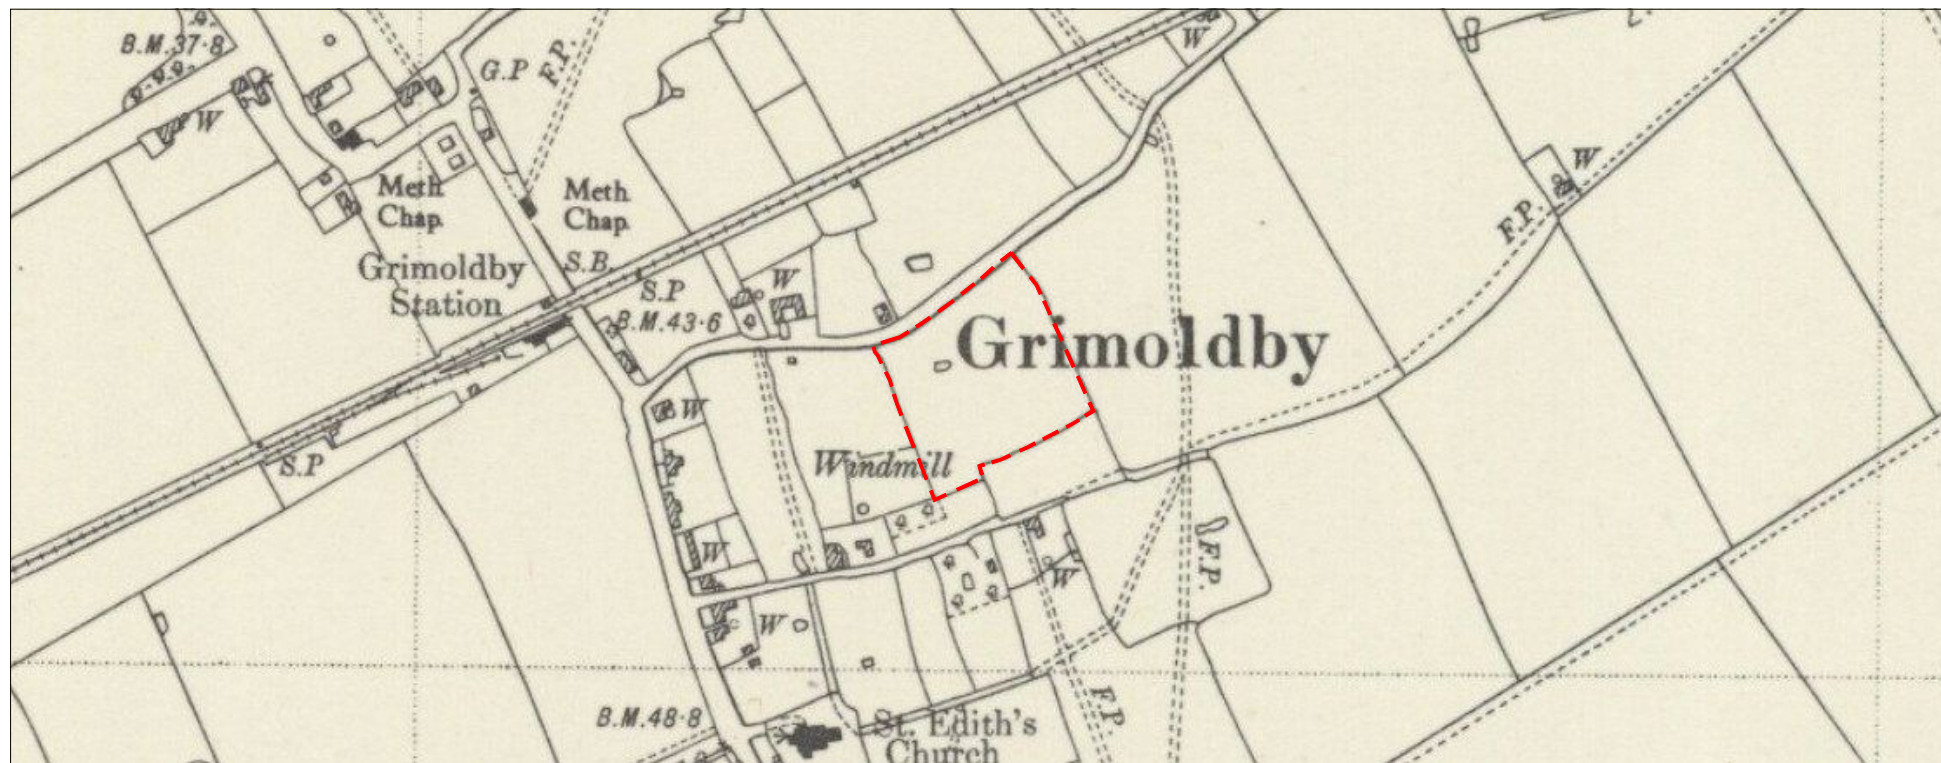 B.M.37·8
G.P
F.P.
W
W
Meth
Chap.
Meth
Chap.
W
F.P.
Grimoldby
Station
S.B.
S.P
B.M.43·6
W
Grimoldby
W
S.P
Windmill
W
F.P.
W
W
B.M.48·8
F.P.
St. Edith's
Church